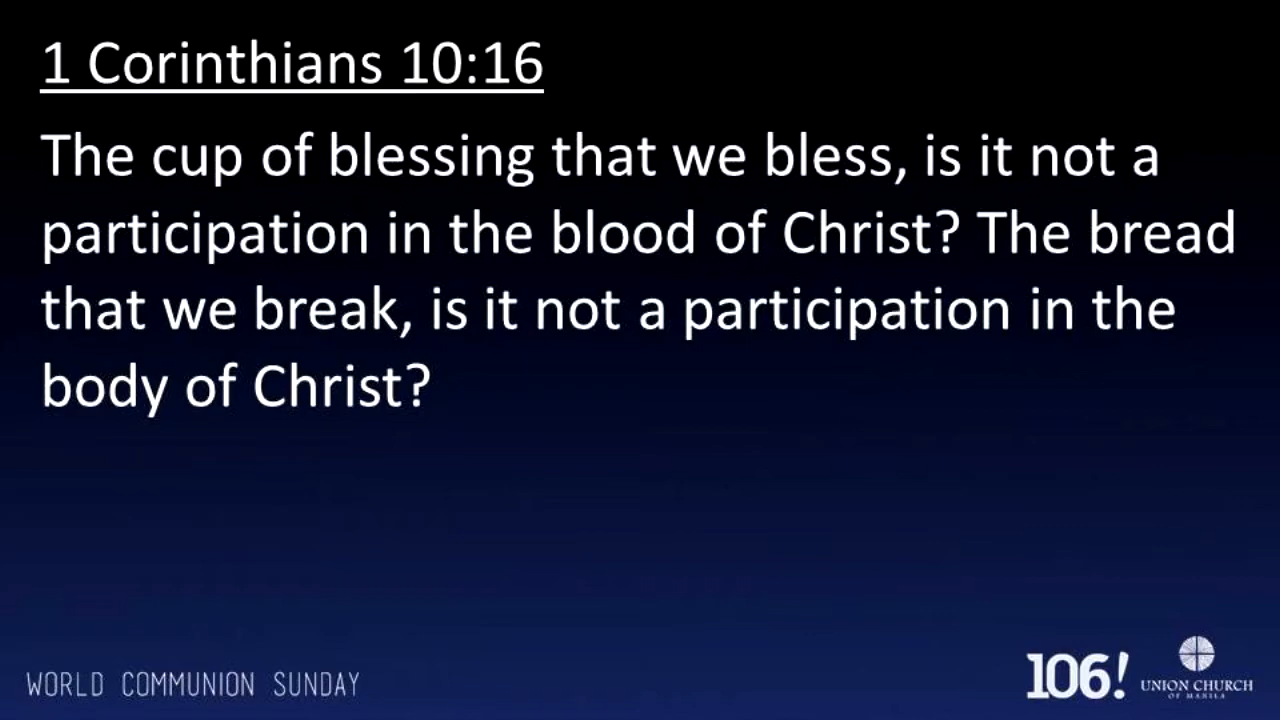 1 Corinthians 10:16
The cup of blessing that we bless, is it not a
participation in the blood of Christ? The bread
that we break, is it not a participation in the
body of Christ?
WORLD COMMUNION SUNDAY
106!
UNION CHURCH
OF MANILA